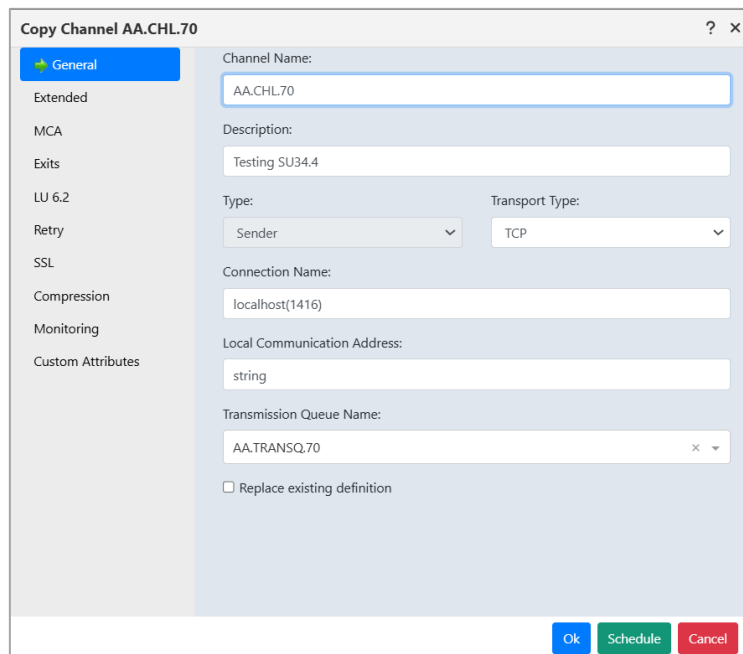 Copy Channel AA.CHL.70 ? ×
General
Extended
MCA
Exits
LU 6.2
Retry
SSL
Compression
Monitoring
Custom Attributes
Channel Name:
AA.CHL.70
Description:
Testing SU34.4
Type: Transport Type:
Sender TCP
Connection Name:
localhost(1416)
Local Communication Address:
string
Transmission Queue Name:
AA.TRANSQ.70 ×
Replace existing definition
Ok Schedule Cancel